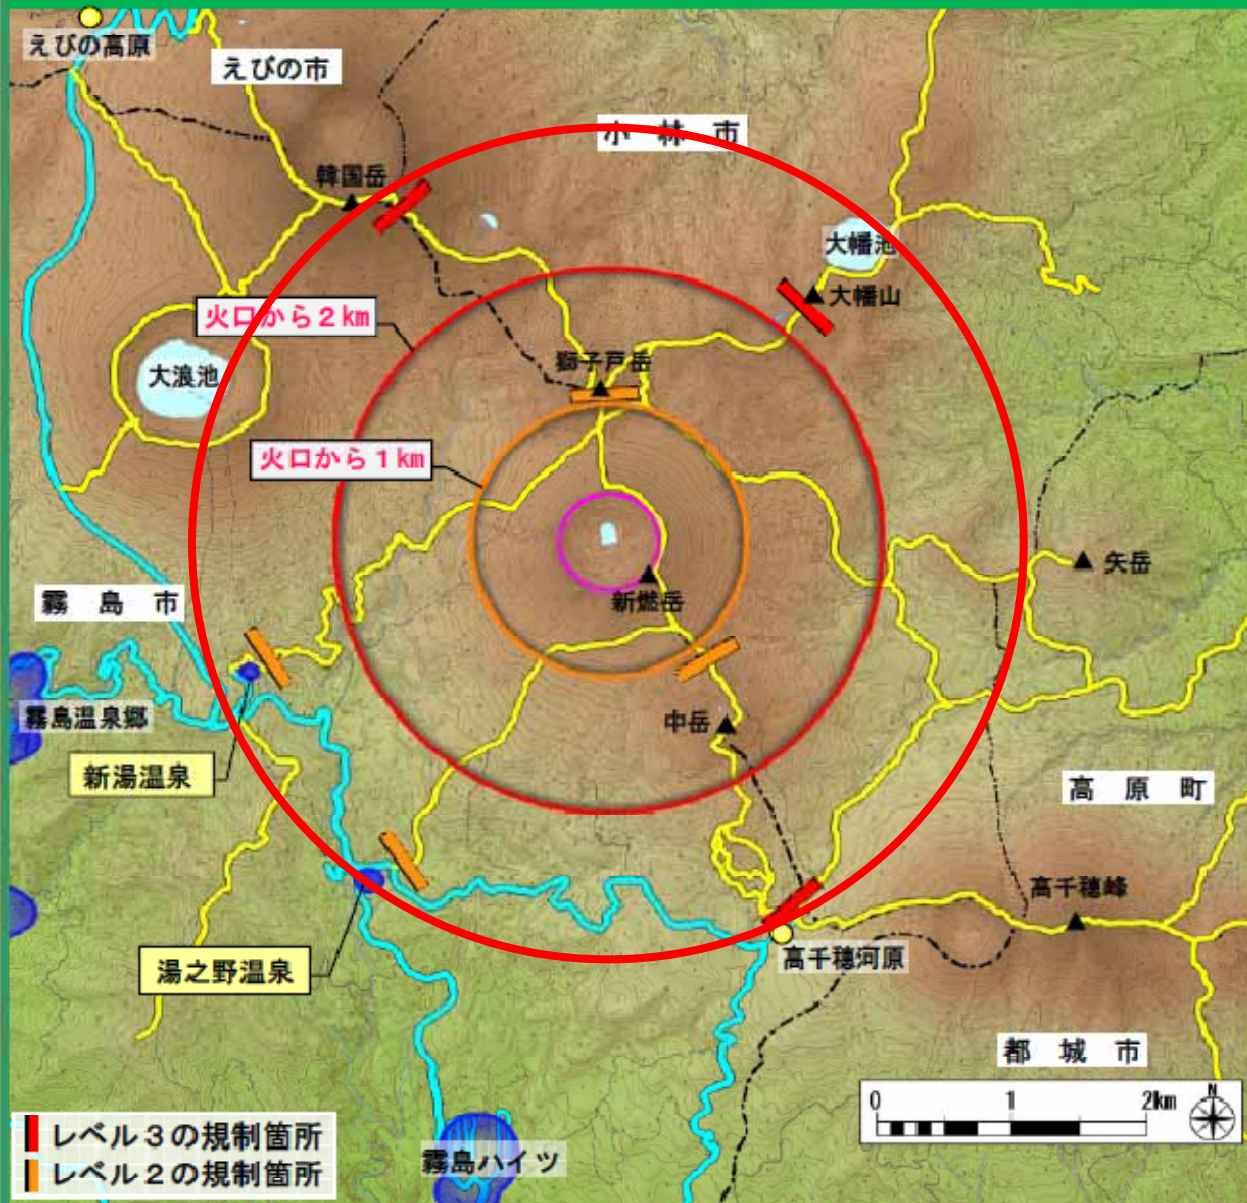 えびの高原
えびの市
小林市
韓国岳
大幡池
大幡山
火口から2km
獅子戸岳
大浪池
火口から1km
矢岳
新燃岳
霧島市
霧島温泉郷
中岳
新湯温泉
高原町
高千穂峰
湯之野温泉
高千穂河原
都城市
0 1 2km
N
レベル3の規制箇所
レベル2の規制箇所
霧島ハイツ